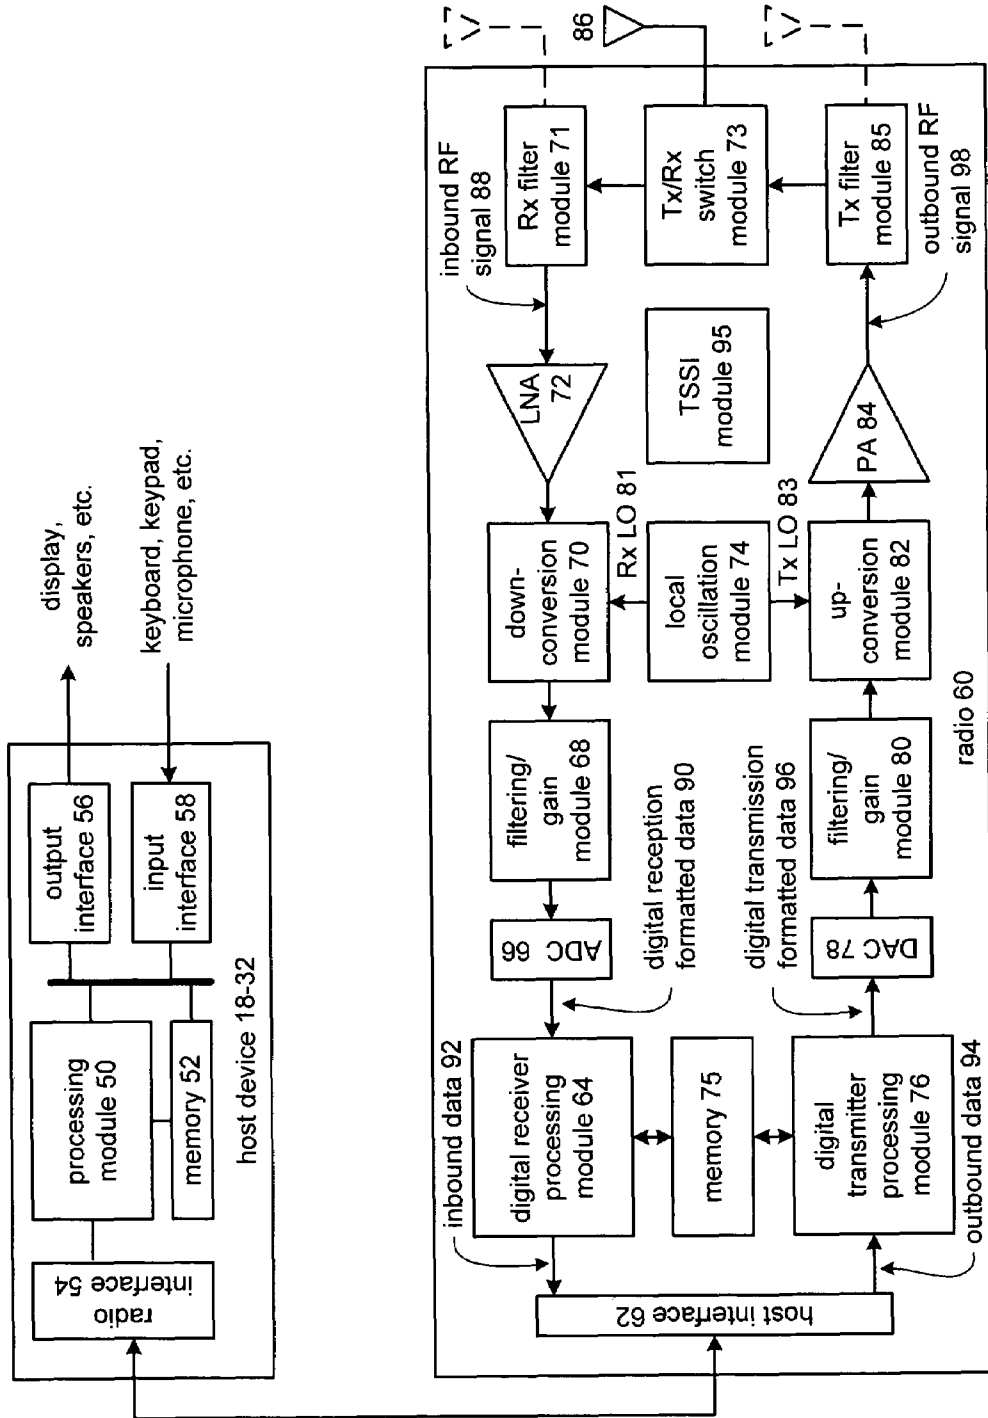 display,
speakers, etc.
keyboard, keypad,
microphone, etc.
output
interface 56
input
interface 58
processing
module 50
memory 52
radio
interface 54
host device 18-32
86
inbound RF
signal 88
Rx filter
module 71
Tx/Rx
switch
module 73
Tx filter
module 85
outbound RF
signal 98
LNA
72
TSSI
module 95
PA 84
down-
conversion
module 70
Rx LO 81
local
oscillation
module 74
Tx LO 83
up-
conversion
module 82
filtering/
gain
module 68
filtering/
gain
module 80
radio 60
ADC
66
digital reception
formatted data 90
digital transmission
formatted data 96
DAC 78
inbound data 92
digital receiver
processing
module 64
memory 75
digital
transmitter
processing
module 76
outbound data 94
host interface 62